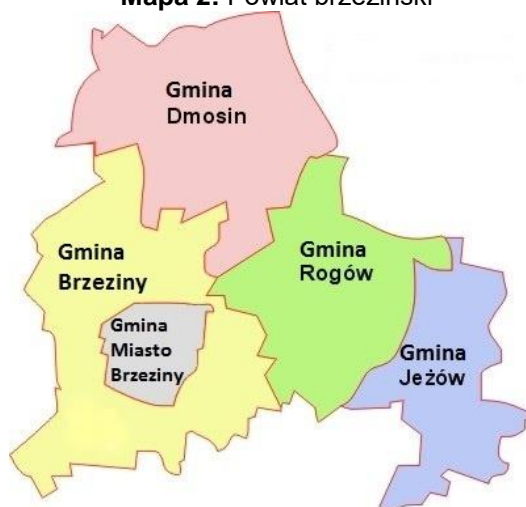 Mapa 2. Powiat brzeziński
Gmina
Dmosin
Gmina
Brzeziny
Gmina
Rogów
Gmina
Miasto
Brzeziny
Gmina
Jeżów